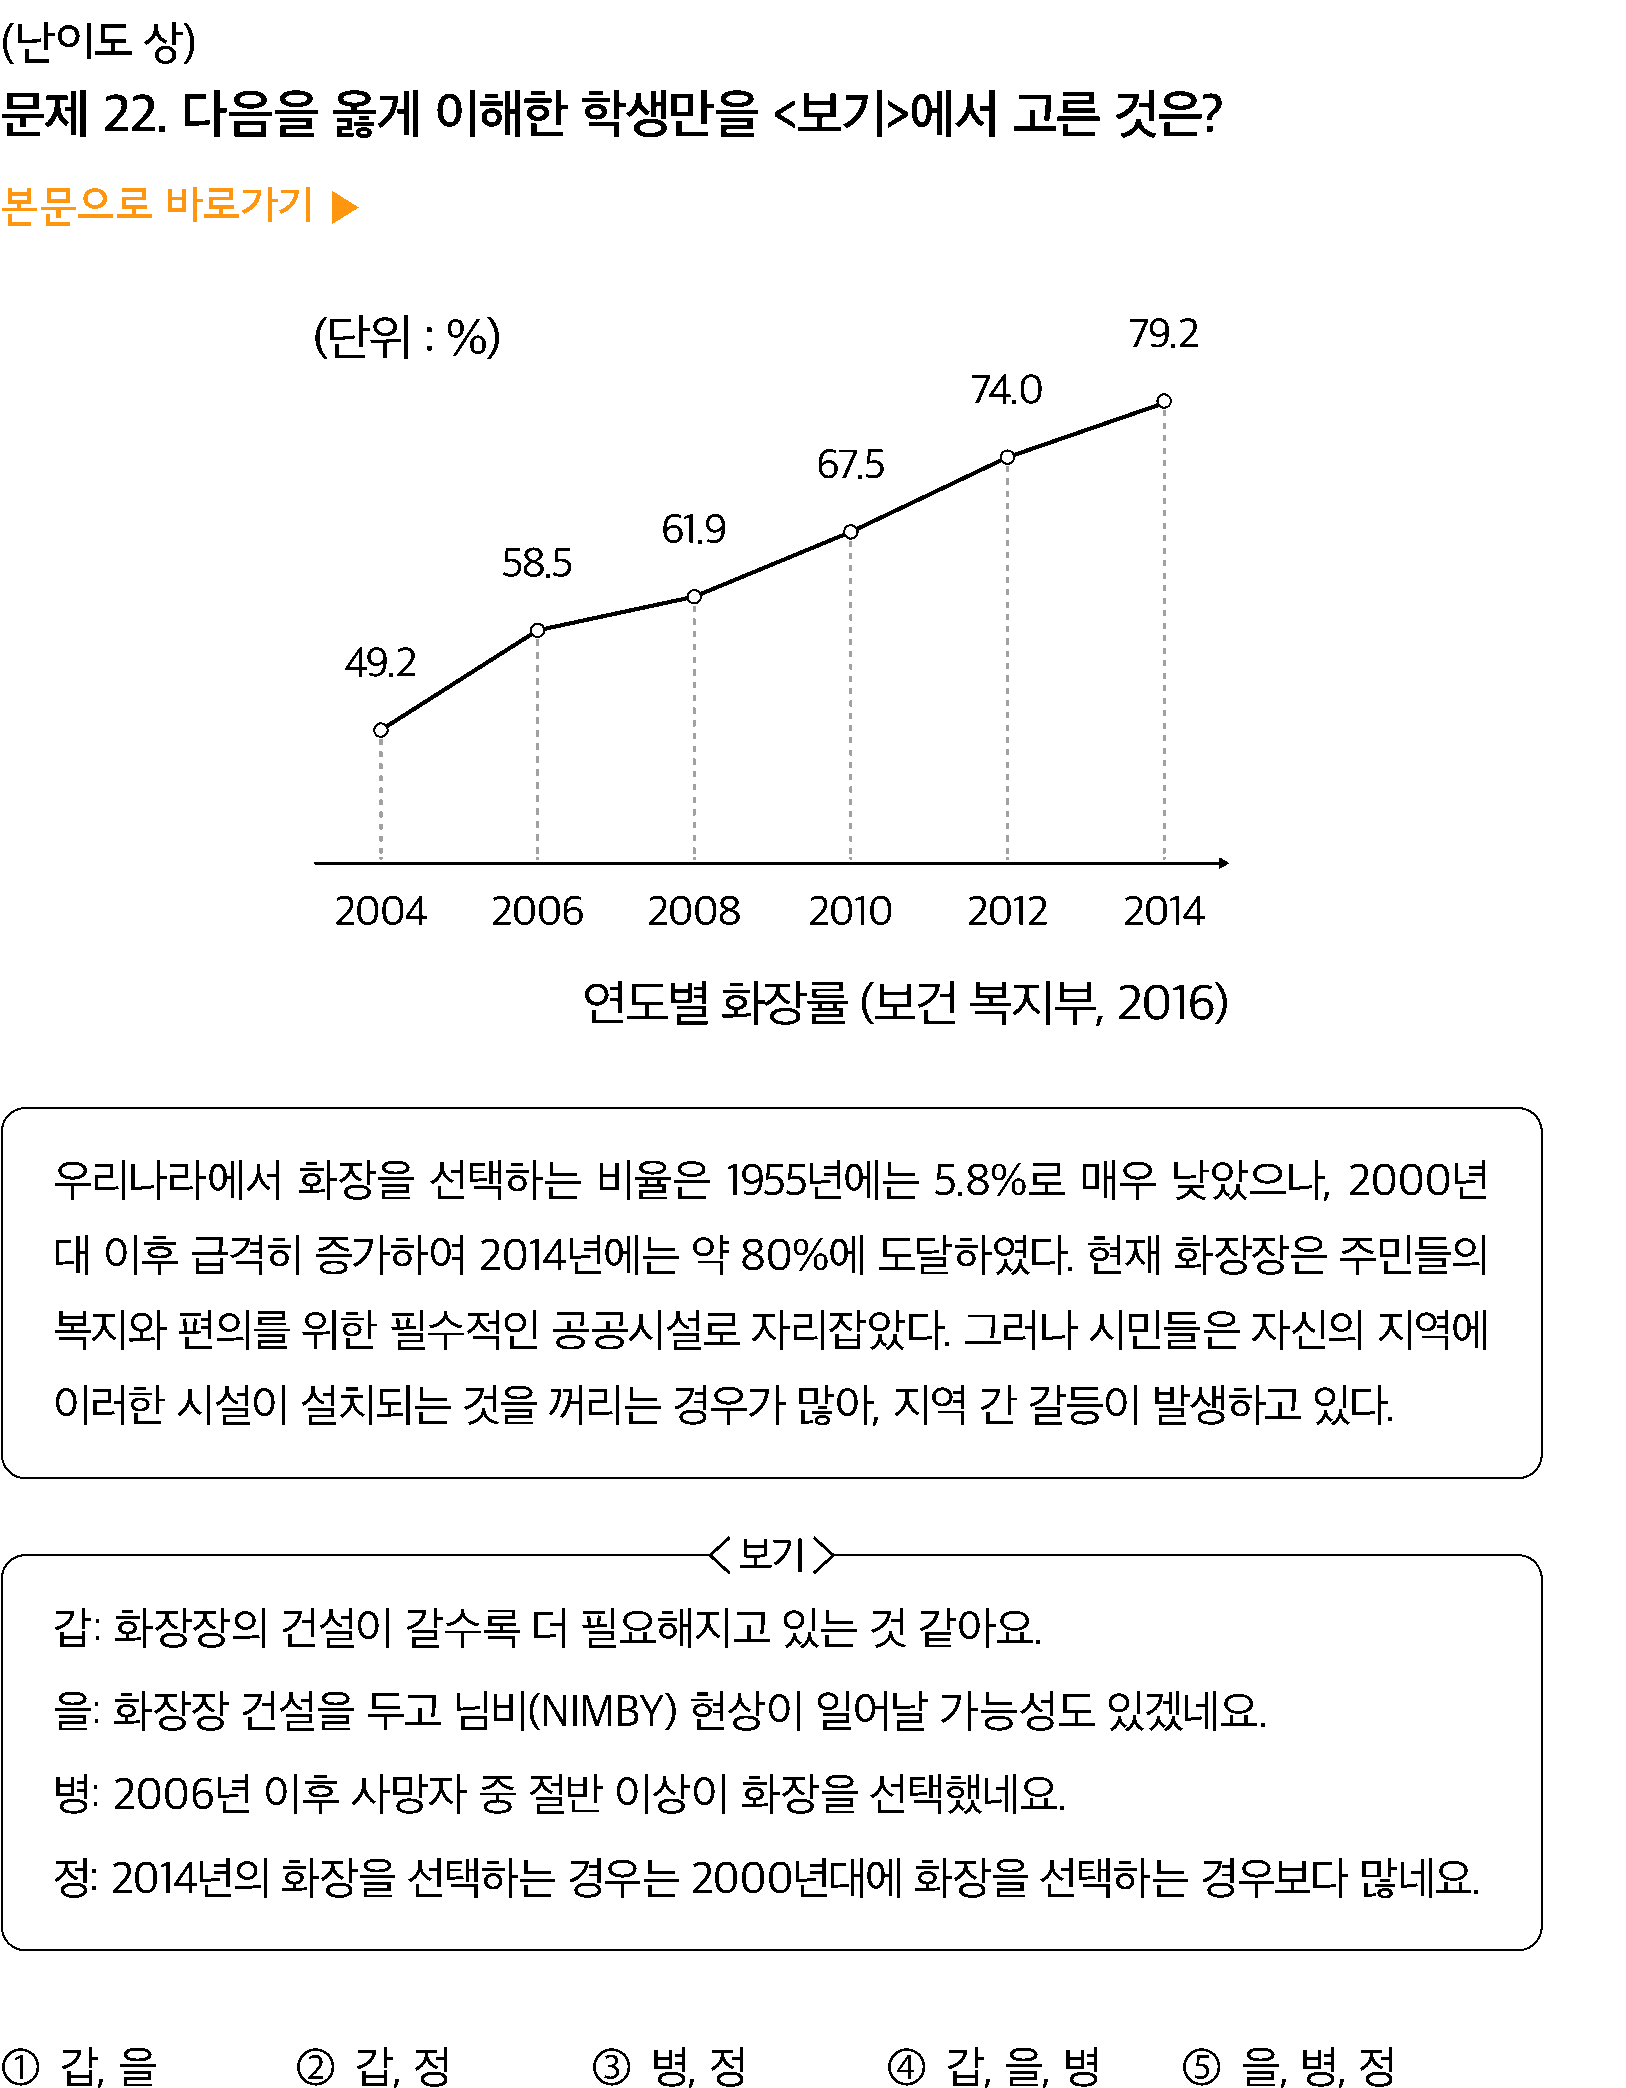 (난이도 상)
문제 22. 다음을 옳게 이해한 학생만을 <보기>에서 고른 것은?
본문으로 바로가기 ▶
(단위 : %)
79.2
74.0
67.5
61.9
58.5
49.2
2004 2006 2008 2010 2012 2014
연도별 화장률 (보건 복지부, 2016)
우리나라에서 화장을 선택하는 비율은 1955년에는 5.8%로 매우 낮았으나, 2000년
대 이후 급격히 증가하여 2014년에는 약 80%에 도달하였다. 현재 화장장은 주민들의
복지와 편의를 위한 필수적인 공공시설로 자리잡았다. 그러나 시민들은 자신의 지역에
이러한 시설이 설치되는 것을 꺼리는 경우가 많아, 지역 간 갈등이 발생하고 있다.
<보기>
갑: 화장장의 건설이 갈수록 더 필요해지고 있는 것 같아요.
을: 화장장 건설을 두고 님비(NIMBY) 현상이 일어날 가능성도 있겠네요.
병: 2006년 이후 사망자 중 절반 이상이 화장을 선택했네요.
정: 2014년의 화장을 선택하는 경우는 2000년대에 화장을 선택하는 경우보다 많네요.
① 갑, 을 ② 갑, 정 ③ 병, 정 ④ 갑, 을, 병 ⑤ 을, 병, 정